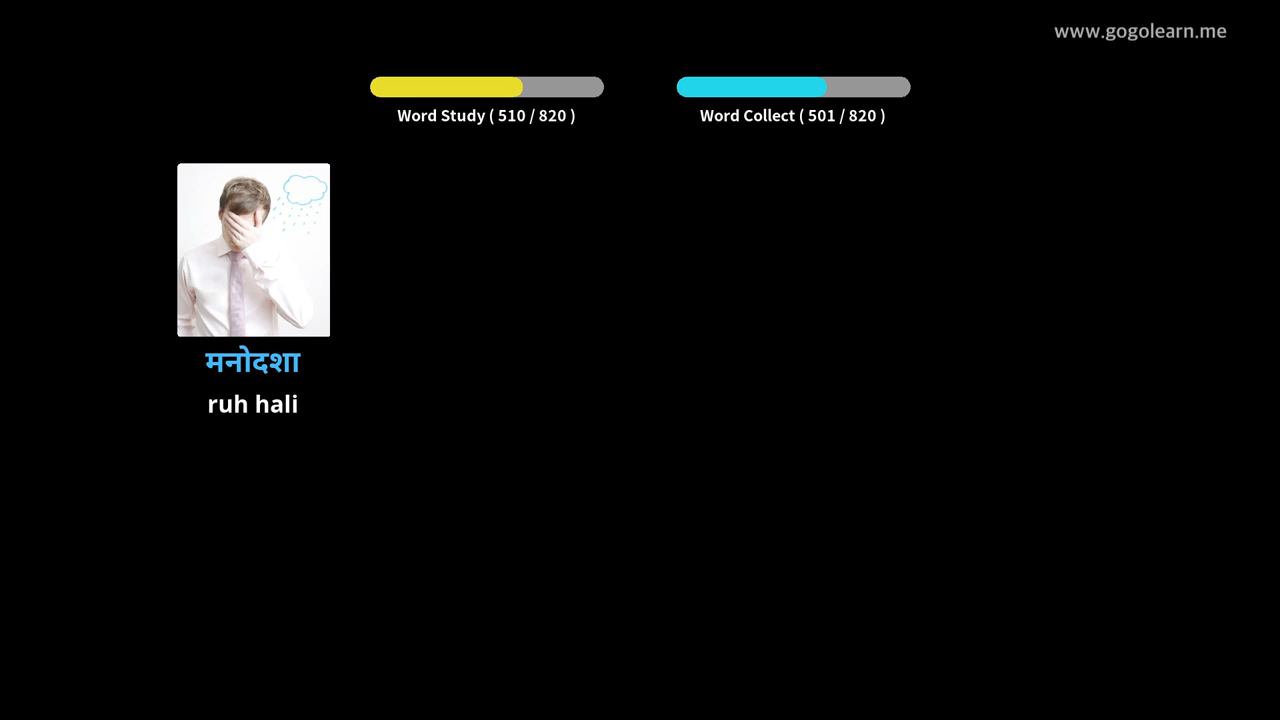 www.gogolearn.me
Word Study ( 510 / 820 )
Word Collect ( 501 / 820 )
मनोदशा
ruh hali